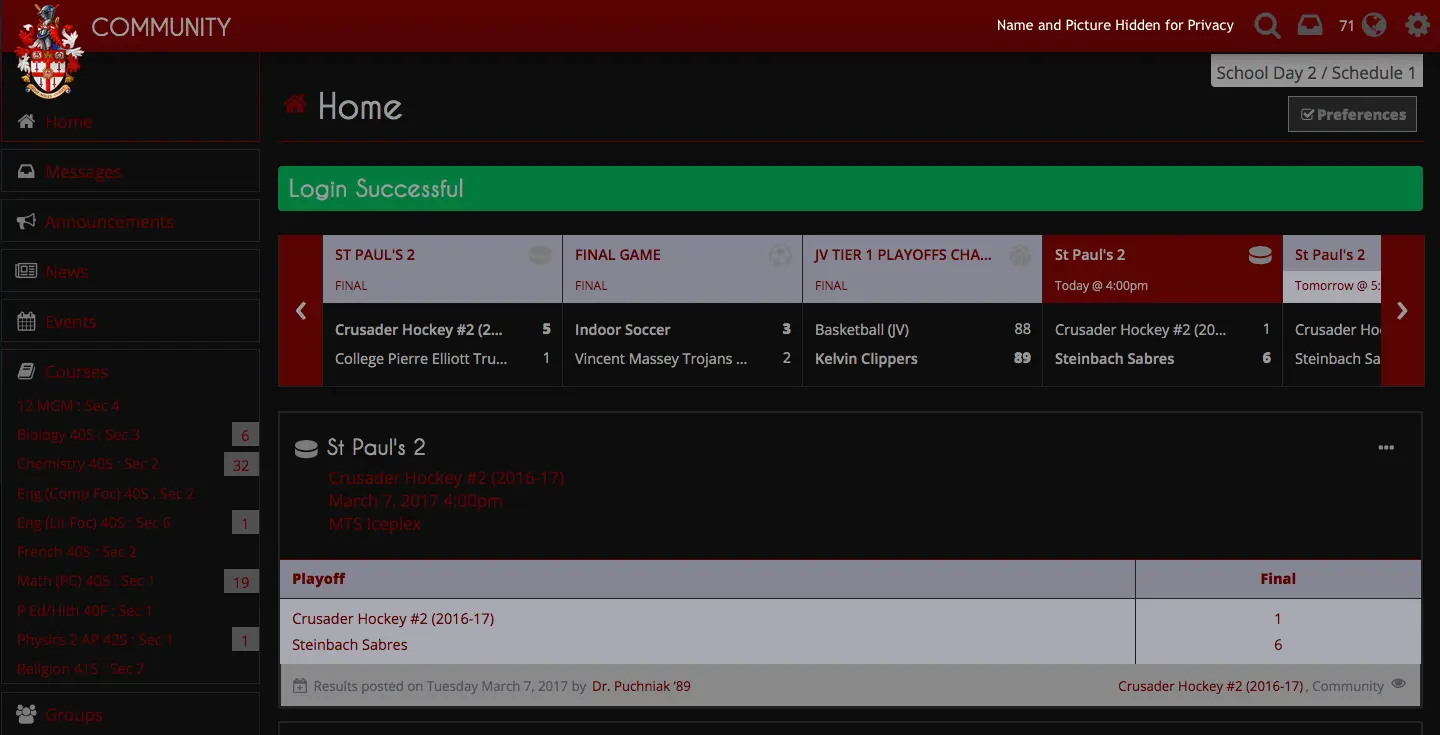 COMMUNITY
Name and Picture Hidden for Privacy
71
School Day 2 / Schedule 1
Home
Preferences
Home
Messages
Announcements
News
Events
Courses
12 MGM : Sec 4
Biology 40S : Sec 3 6
Chemistry 40S : Sec 2 32
Eng (Comp Foc) 40S : Sec 2
Eng (Lit Foc) 40S : Sec 6 1
French 40S : Sec 2
Math (PC) 40S : Sec 1 19
P Ed/Hlth 40F : Sec 1
Physics 2 AP 42S : Sec 1 1
Religion 41S : Sec 7
Groups
Login Successful
ST PAUL'S 2
FINAL
Crusader Hockey #2 (2... 5
College Pierre Elliott Tru... 1
FINAL GAME
FINAL
Indoor Soccer 3
Vincent Massey Trojans ... 2
JV TIER 1 PLAYOFFS CHA...
FINAL
Basketball (JV) 88
Kelvin Clippers 89
St Paul's 2
Today @ 4:00pm
Crusader Hockey #2 (20... 1
Steinbach Sabres 6
St Paul's 2
Tomorrow @ 5:
Crusader Ho
Steinbach Sa
St Paul's 2
Crusader Hockey #2 (2016-17)
March 7, 2017 4:00pm
MTS Iceplex
Playoff Final
Crusader Hockey #2 (2016-17) 1
Steinbach Sabres 6
Results posted on Tuesday March 7, 2017 by Dr. Puchniak '89
Crusader Hockey #2 (2016-17), Community